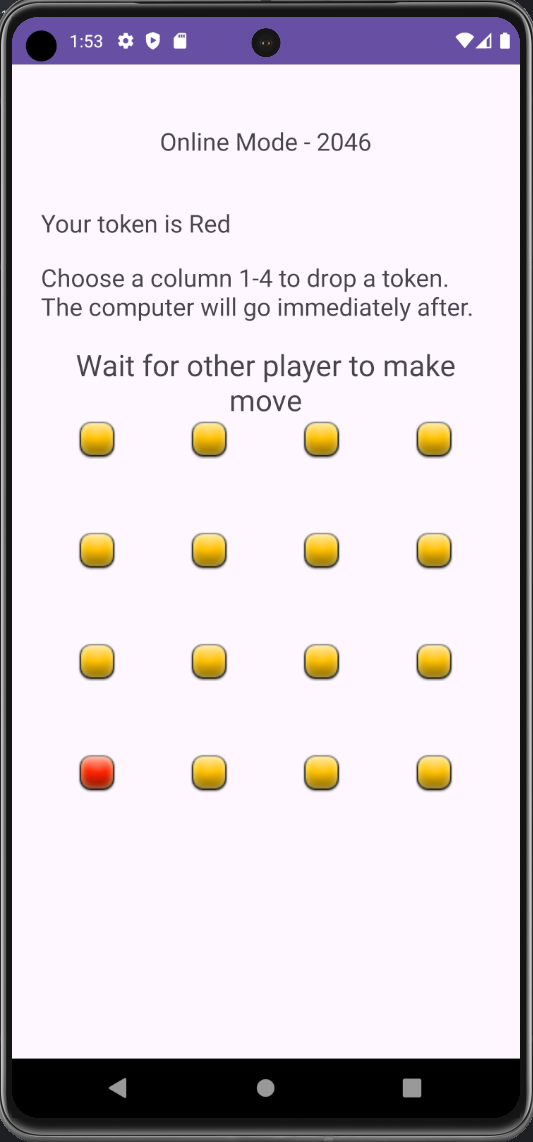 1:53
Online Mode - 2046
Your token is Red
Choose a column 1-4 to drop a token.
The computer will go immediately after.
Wait for other player to make
move